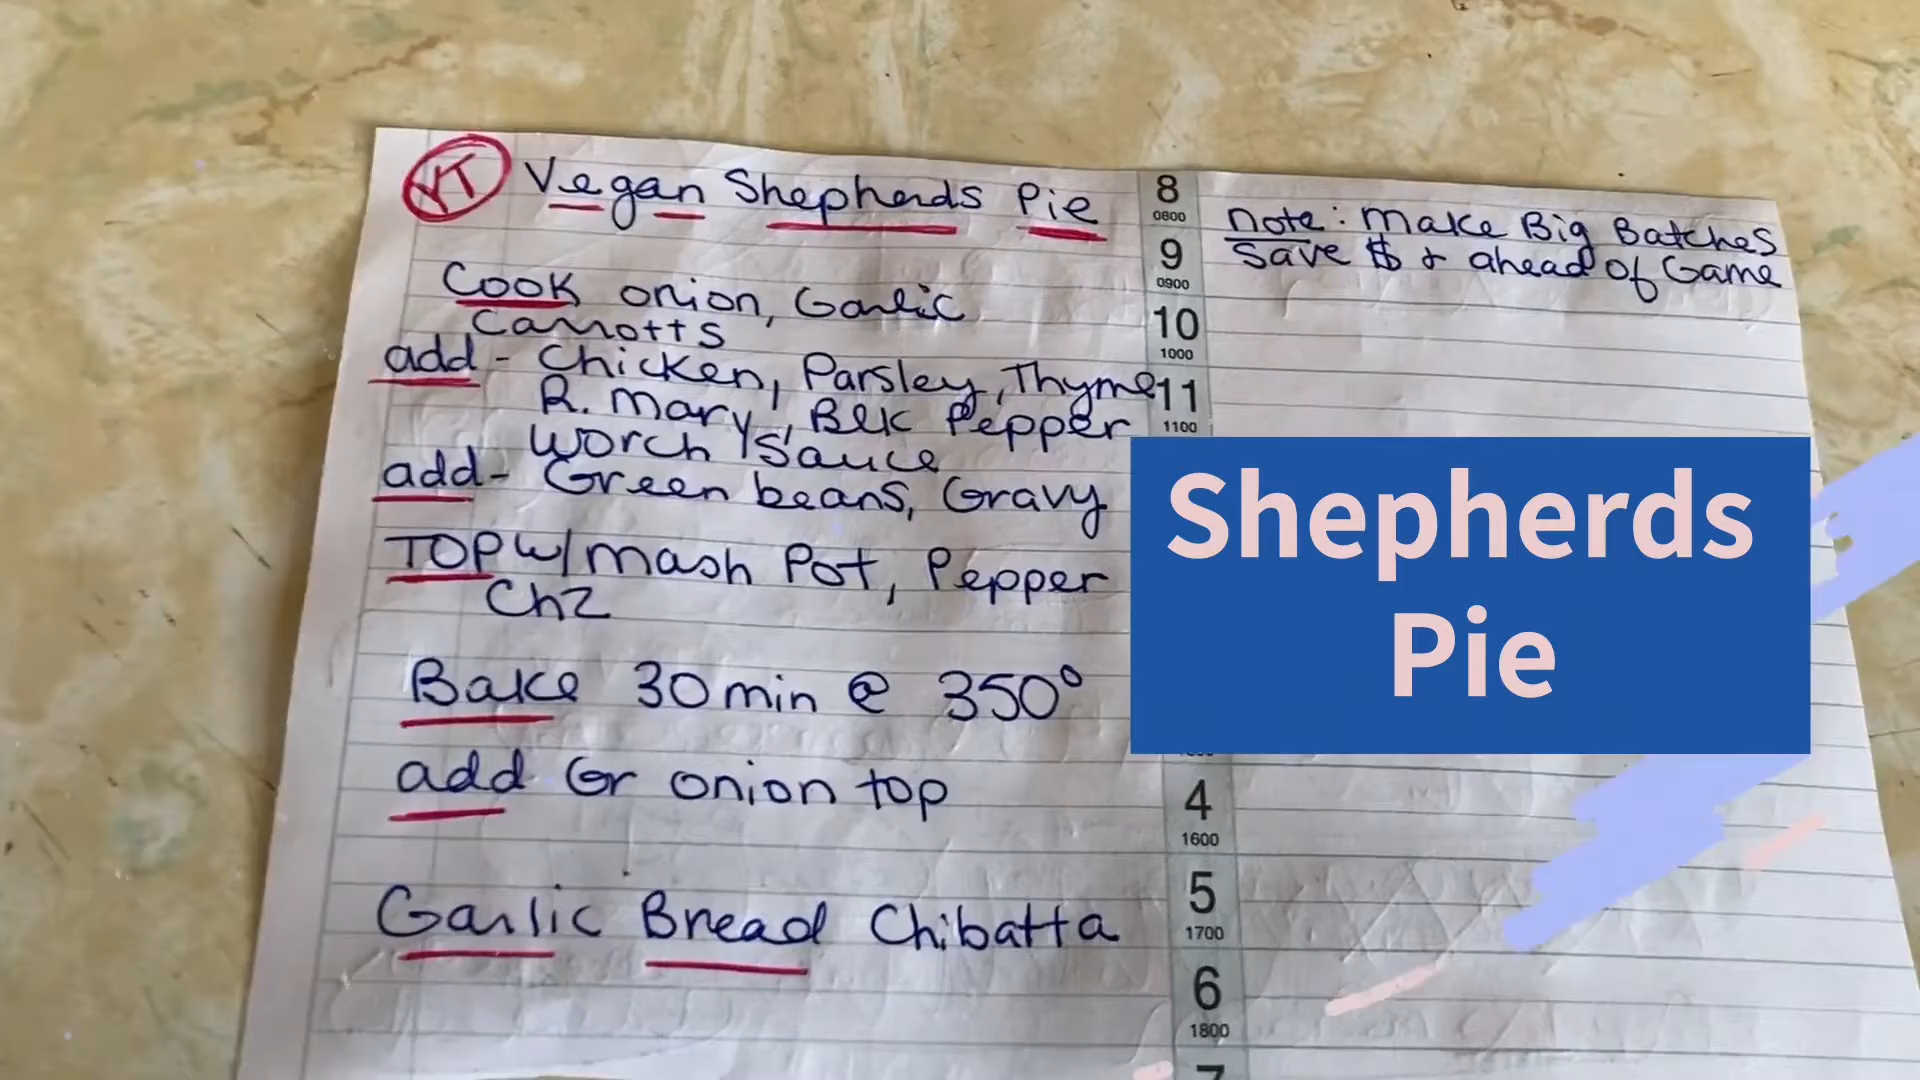 YT Vegan Shepherds Pie
Cook onion, Garlic
Carrotts
add - Chicken, Parsley, Thyme
R. Mary, Blk Pepper
Worch Sauce
add - Green beans, Gravy
TOP w/ Mash Pot, Pepper
Chz
Bake 30 min @ 350°
add Gr onion top
Garlic Bread Chibatta
8
0800
9
0900
10
1000
11
1100
4
1600
5
1700
6
1800
7
Note: Make Big Batches
Save $ & ahead of Game
Shepherds
Pie